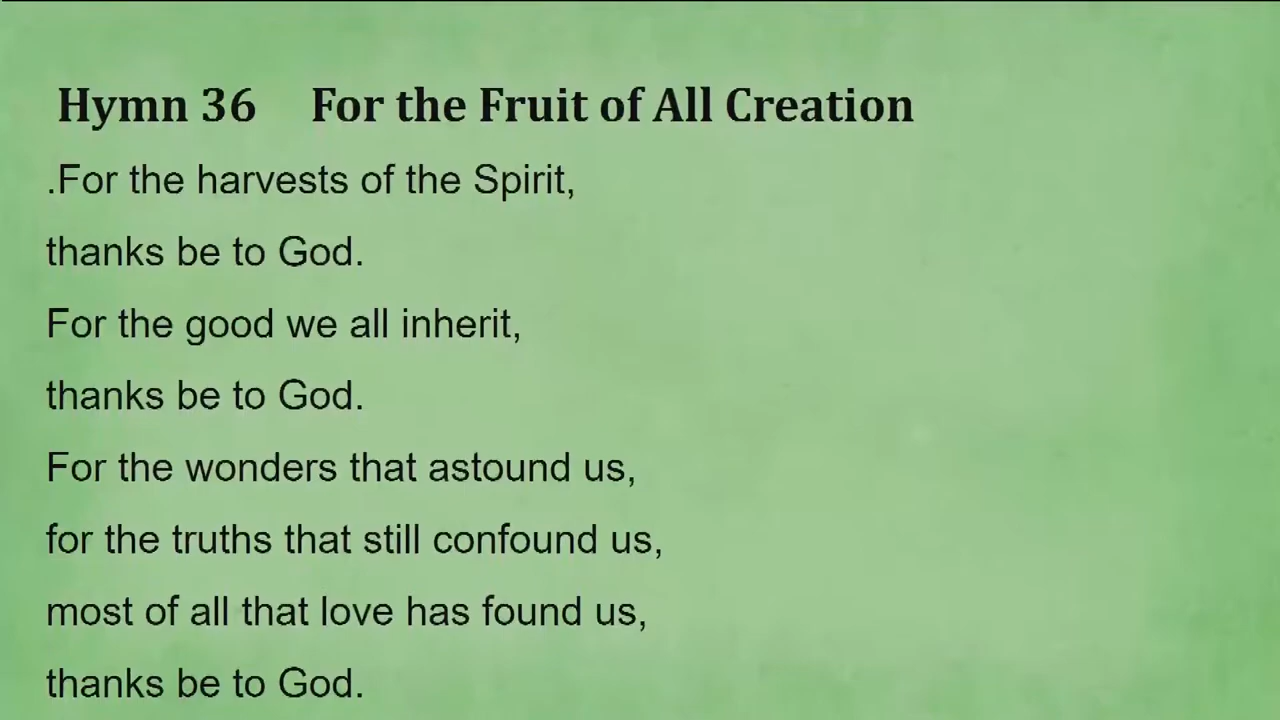 Hymn 36 For the Fruit of All Creation
.For the harvests of the Spirit,
thanks be to God.
For the good we all inherit,
thanks be to God.
For the wonders that astound us,
for the truths that still confound us,
most of all that love has found us,
thanks be to God.